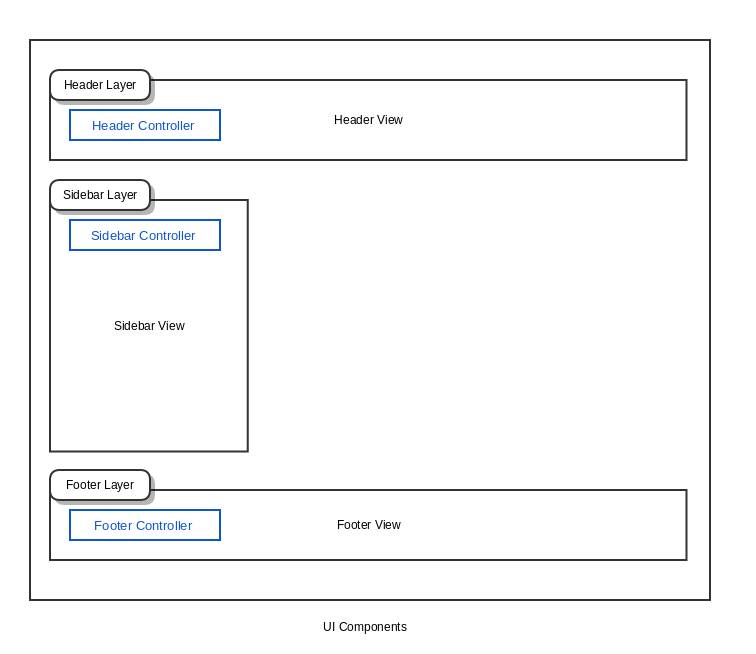 Header Layer
Header Controller
Header View
Sidebar Layer
Sidebar Controller
Sidebar View
Footer Layer
Footer Controller
Footer View
UI Components